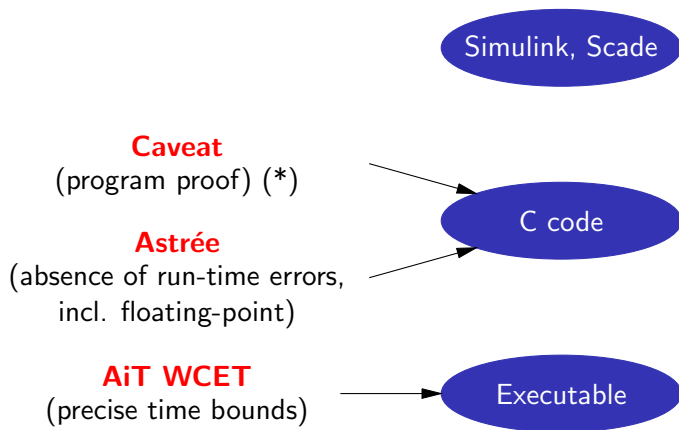 Simulink, Scade
Caveat
(program proof) (*)
C code
Astrée
(absence of run-time errors,
incl. floating-point)
AiT WCET
(precise time bounds)
Executable